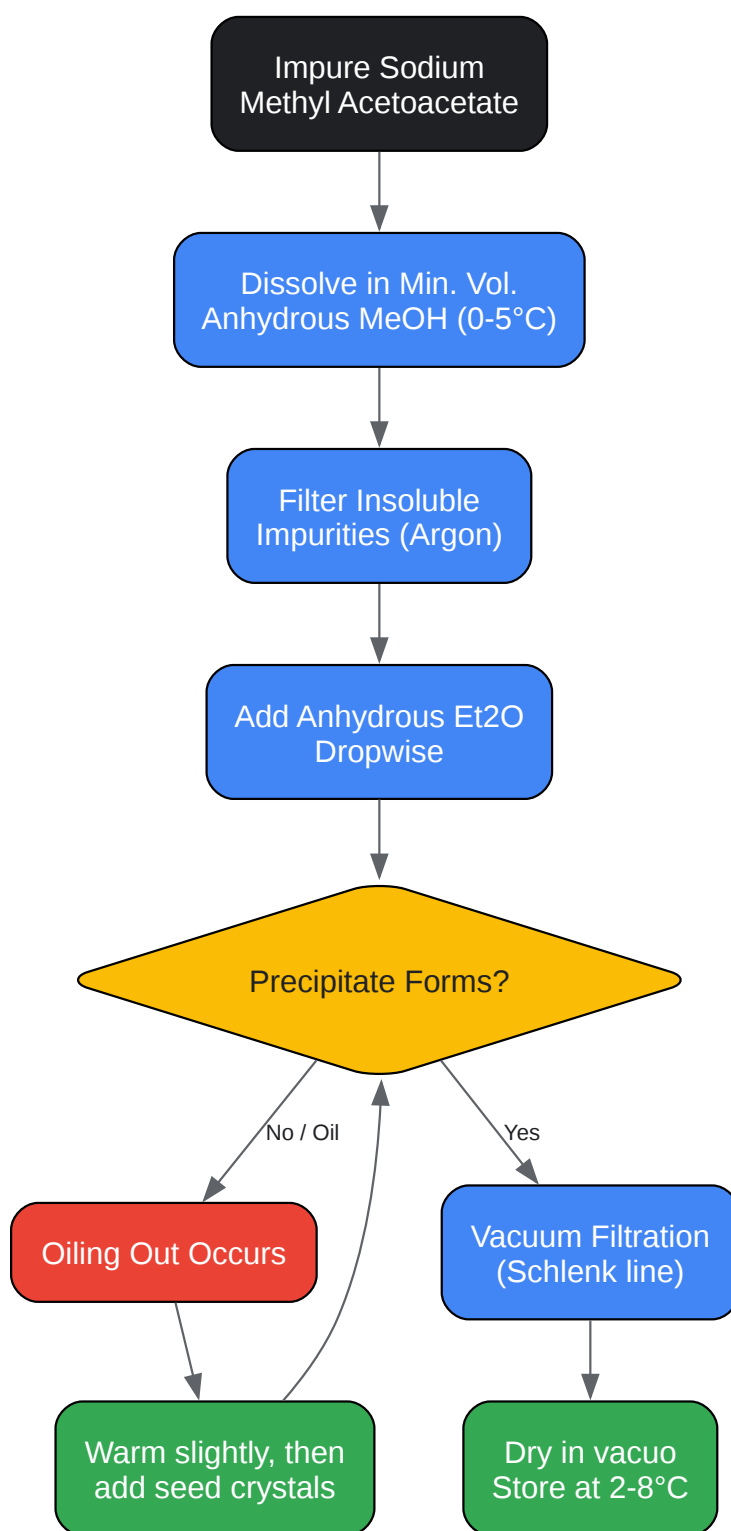 Impure Sodium
Methyl Acetoacetate
Dissolve in Min. Vol.
Anhydrous MeOH (0-5°C)
Filter Insoluble
Impurities (Argon)
Add Anhydrous Et2O
Dropwise
Precipitate Forms?
No / Oil
Yes
Oiling Out Occurs
Vacuum Filtration
(Schlenk line)
Warm slightly, then
add seed crystals
Dry in vacuo
Store at 2-8°C